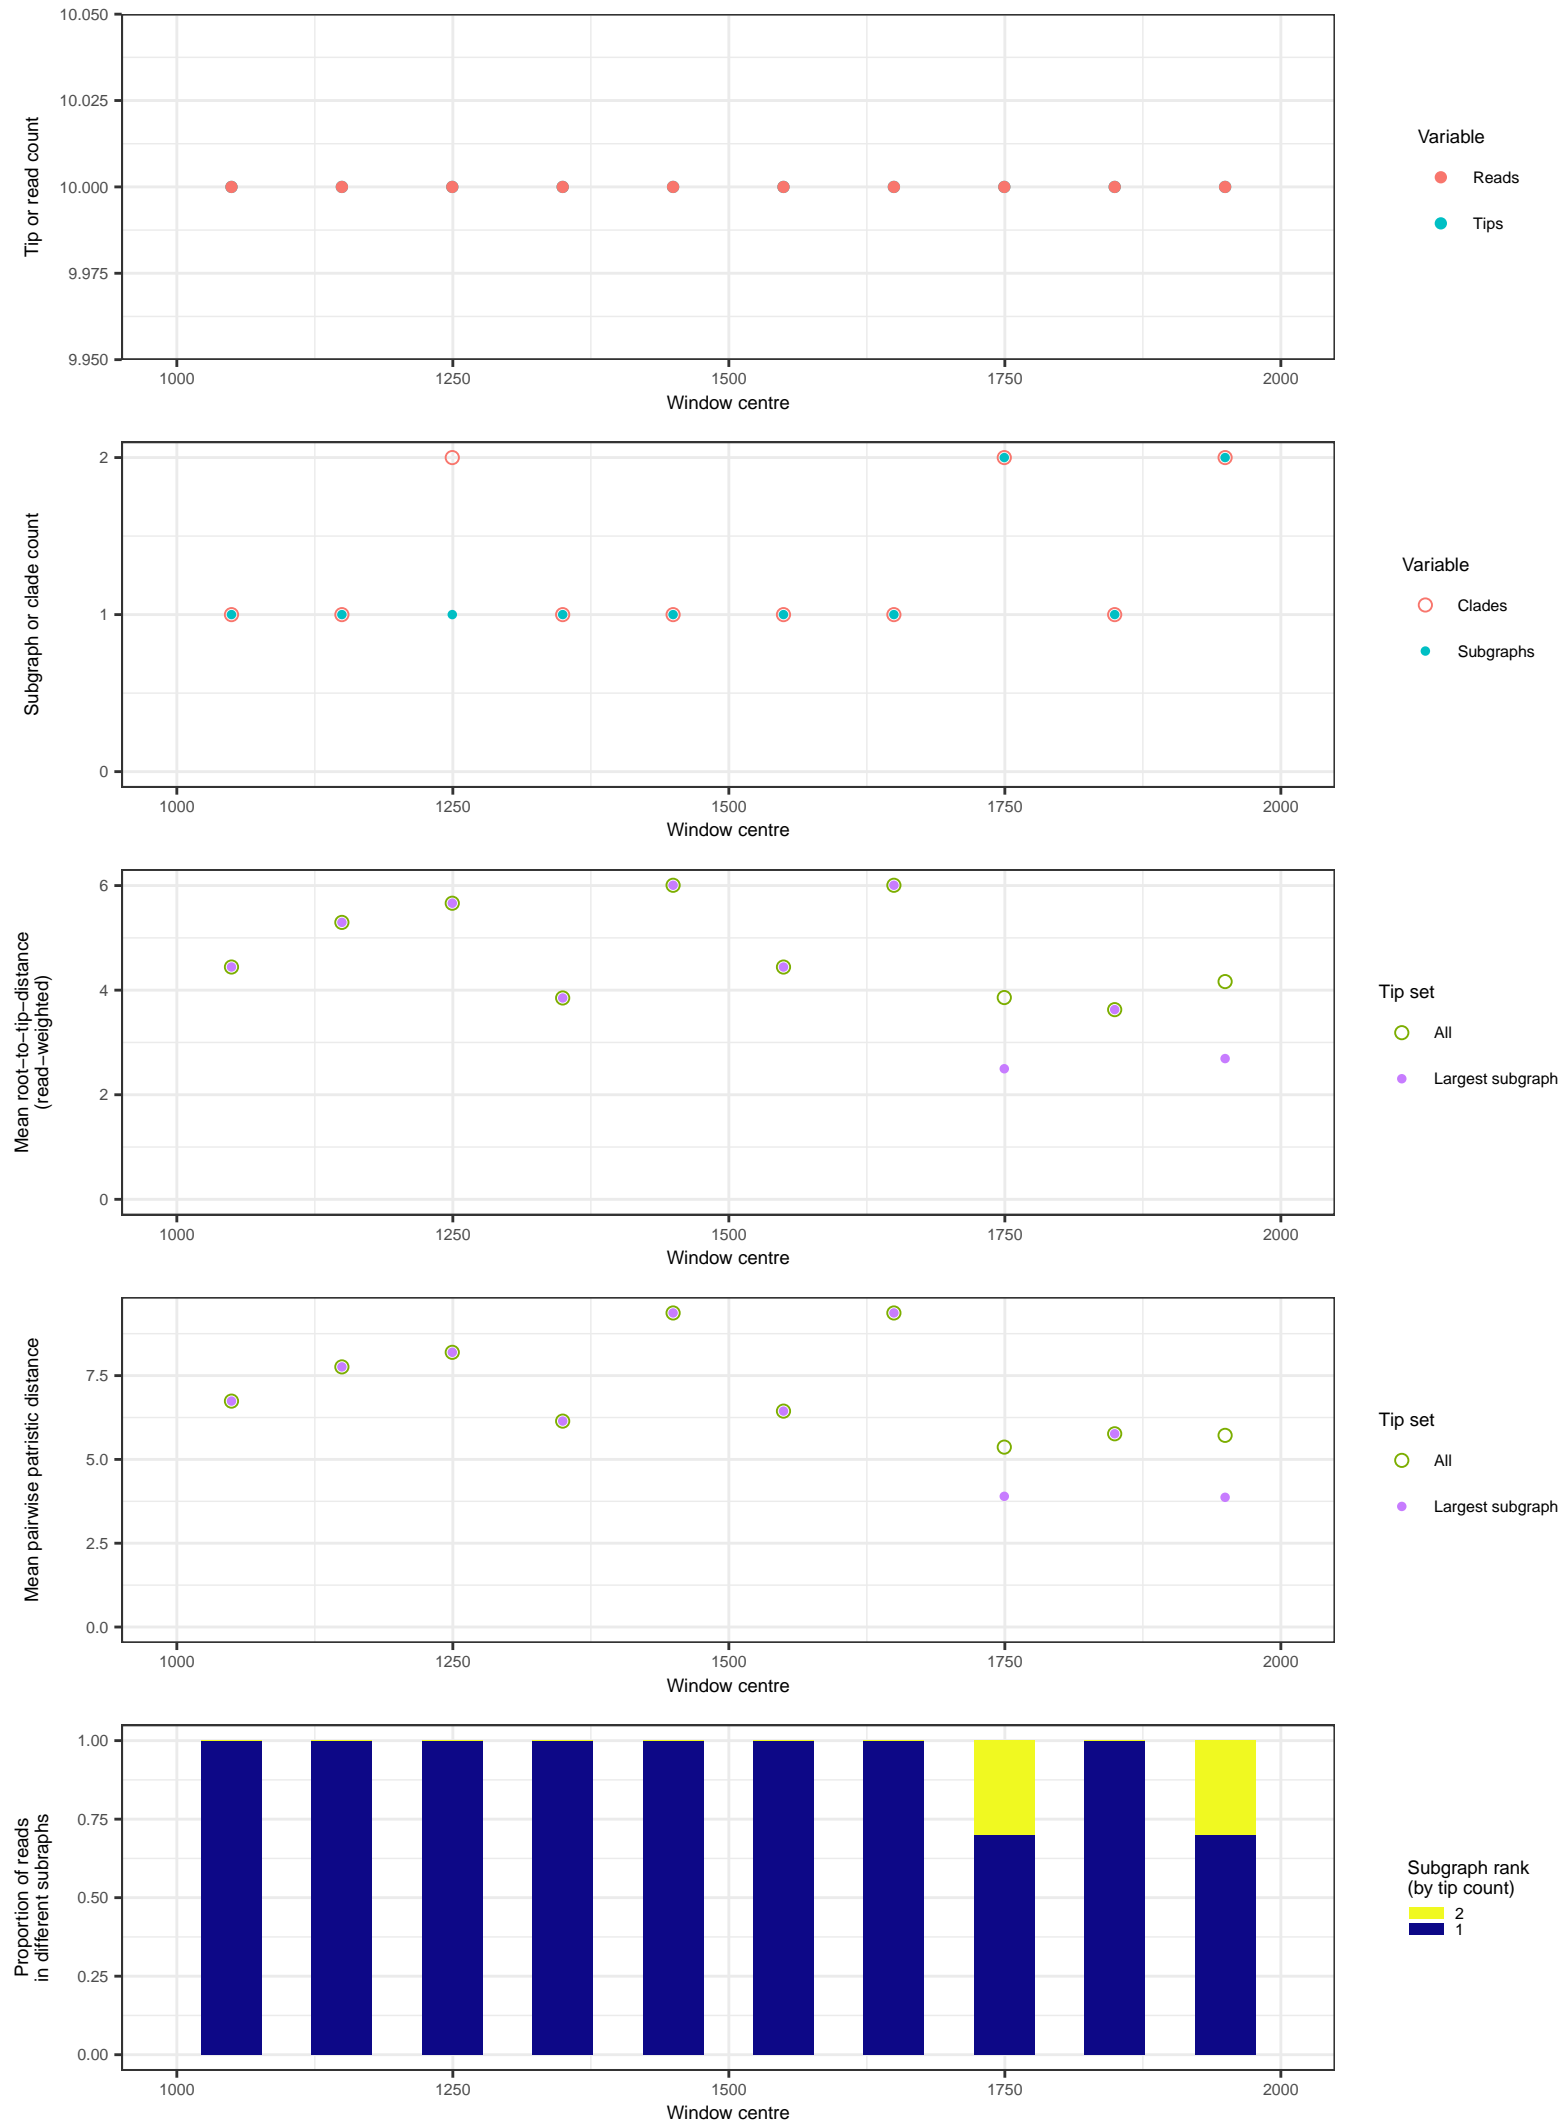 10.050
10.025
10.000
9.975
9.950
Tip or read count
1000 1250 1500 1750 2000
Window centre
Variable
Reads
Tips
2
1
0
Subgraph or clade count
1000 1250 1500 1750 2000
Window centre
Variable
Clades
Subgraphs
6
4
2
0
Mean root−to−tip−distance
(read−weighted)
1000 1250 1500 1750 2000
Window centre
Tip set
All
Largest subgraph
7.5
5.0
2.5
0.0
Mean pairwise patristic distance
1000 1250 1500 1750 2000
Window centre
Tip set
All
Largest subgraph
1.00
0.75
0.50
0.25
0.00
Proportion of reads
in different subraphs
1000 1250 1500 1750 2000
Window centre
Subgraph rank
(by tip count)
2
1